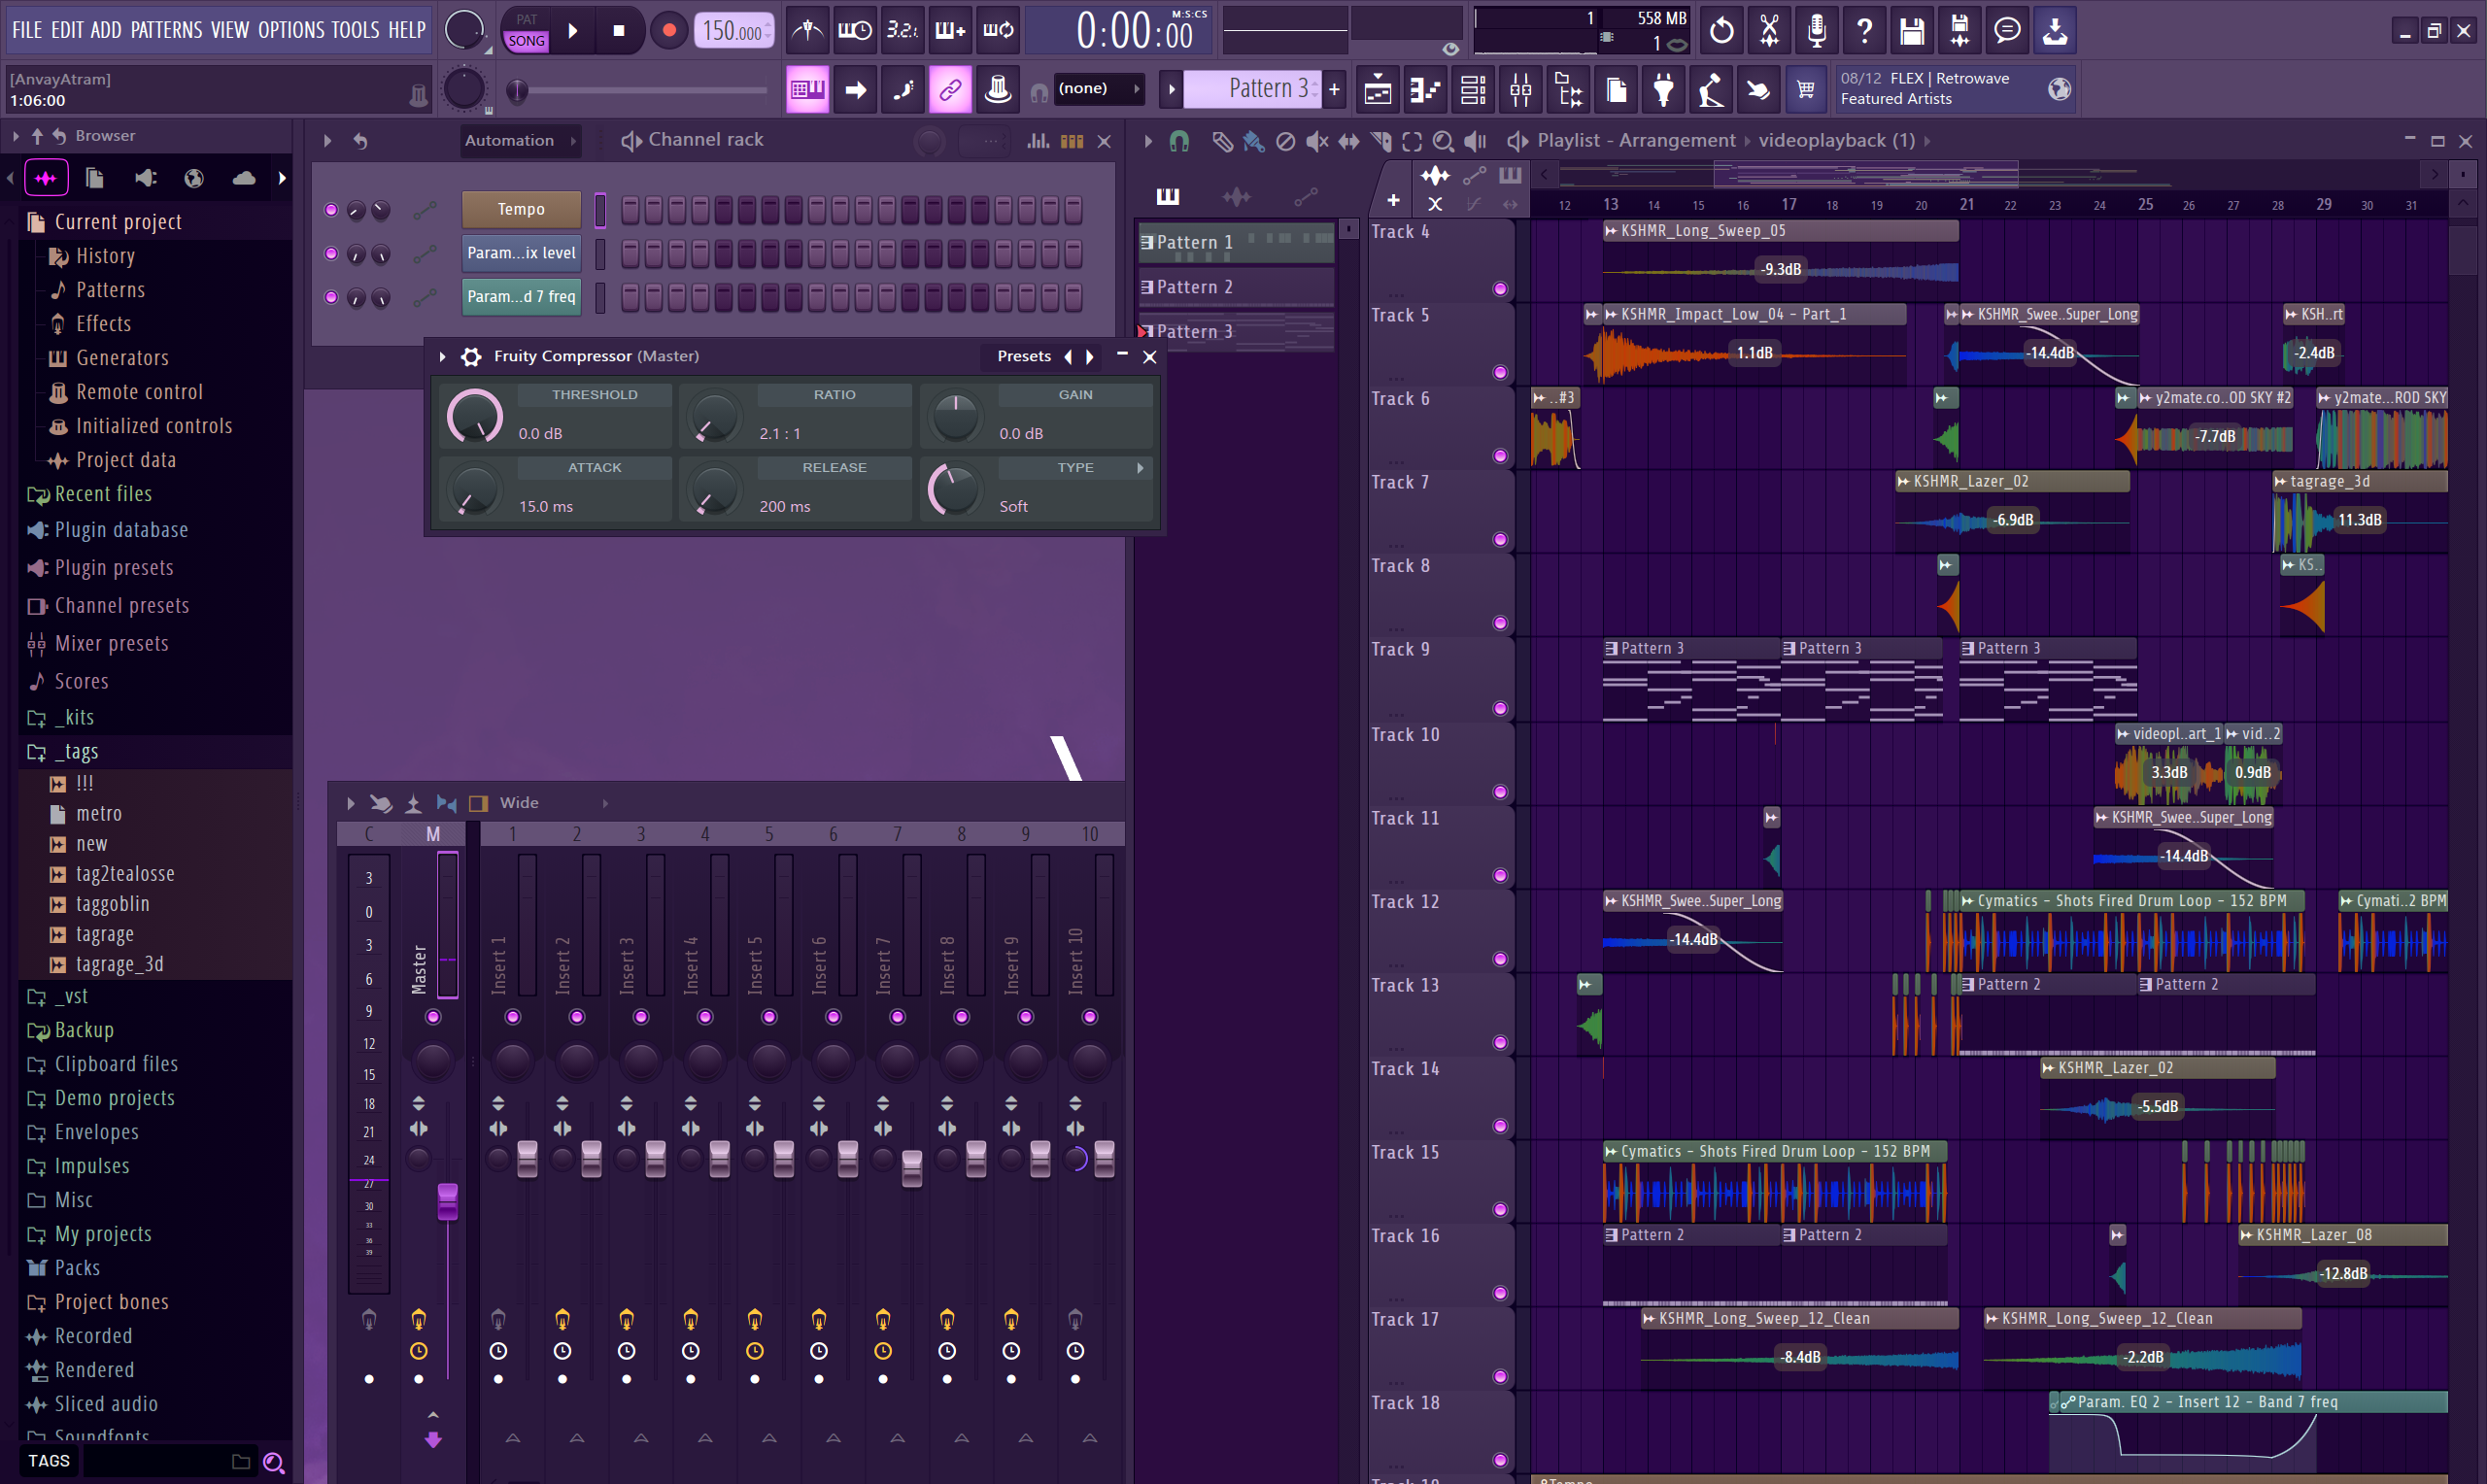 FILE EDIT ADD PATTERNS VIEW OPTIONS TOOLS HELP
PAT
SONG
150.000
3.2.1
M:S:CS
0:00:00
1
558 MB
1
[AnvayAtram]
1:06:00
(none)
Pattern 3
+
08/12 FLEX | Retrowave
Featured Artists
Browser
Current project
History
Patterns
Effects
Generators
Remote control
Initialized controls
Project data
Recent files
Plugin database
Plugin presets
Channel presets
Mixer presets
Scores
_kits
_tags
!!!
metro
new
tag2tealosse
taggoblin
tagrage
tagrage_3d
_vst
Backup
Clipboard files
Demo projects
Envelopes
Impulses
Misc
My projects
Packs
Project bones
Recorded
Rendered
Sliced audio
Soundfonts
TAGS
Automation
Channel rack
Tempo
Param...ix level
Param...d 7 freq
Fruity Compressor (Master)
Presets
THRESHOLD
0.0 dB
RATIO
2.1 : 1
GAIN
0.0 dB
ATTACK
15.0 ms
RELEASE
200 ms
TYPE
Soft
Wide
C M 1 2 3 4 5 6 7 8 9 10
3
0
3
6
9
12
15
18
21
24
27
30
33
36
39
Master
Insert 1
Insert 2
Insert 3
Insert 4
Insert 5
Insert 6
Insert 7
Insert 8
Insert 9
Insert 10
Playlist - Arrangement videoplayback (1)
Pattern 1
Pattern 2
Pattern 3
12 13 14 15 16 17 18 19 20 21 22 23 24 25 26 27 28 29 30 31
Track 4
KSHMR_Long_Sweep_05
-9.3dB
Track 5
KSHMR_Impact_Low_04 - Part_1
1.1dB
KSHMR_Swee..Super_Long
-14.4dB
KSH..rt
-2.4dB
Track 6
..#3
y2mate.co..OD SKY #2
-7.7dB
y2mate...ROD SKY
Track 7
KSHMR_Lazer_02
-6.9dB
tagrage_3d
11.3dB
Track 8
KS..
Track 9
Pattern 3
Pattern 3
Pattern 3
Track 10
videopl..art_1
3.3dB
vid..2
0.9dB
Track 11
KSHMR_Swee..Super_Long
-14.4dB
Track 12
KSHMR_Swee..Super_Long
-14.4dB
Cymatics - Shots Fired Drum Loop - 152 BPM
Cymati..2 BPM
Track 13
Pattern 2
Pattern 2
Track 14
KSHMR_Lazer_02
-5.5dB
Track 15
Cymatics - Shots Fired Drum Loop - 152 BPM
Track 16
Pattern 2
Pattern 2
KSHMR_Lazer_08
-12.8dB
Track 17
KSHMR_Long_Sweep_12_Clean
-8.4dB
KSHMR_Long_Sweep_12_Clean
-2.2dB
Track 18
Param. EQ 2 - Insert 12 - Band 7 freq
Tempo